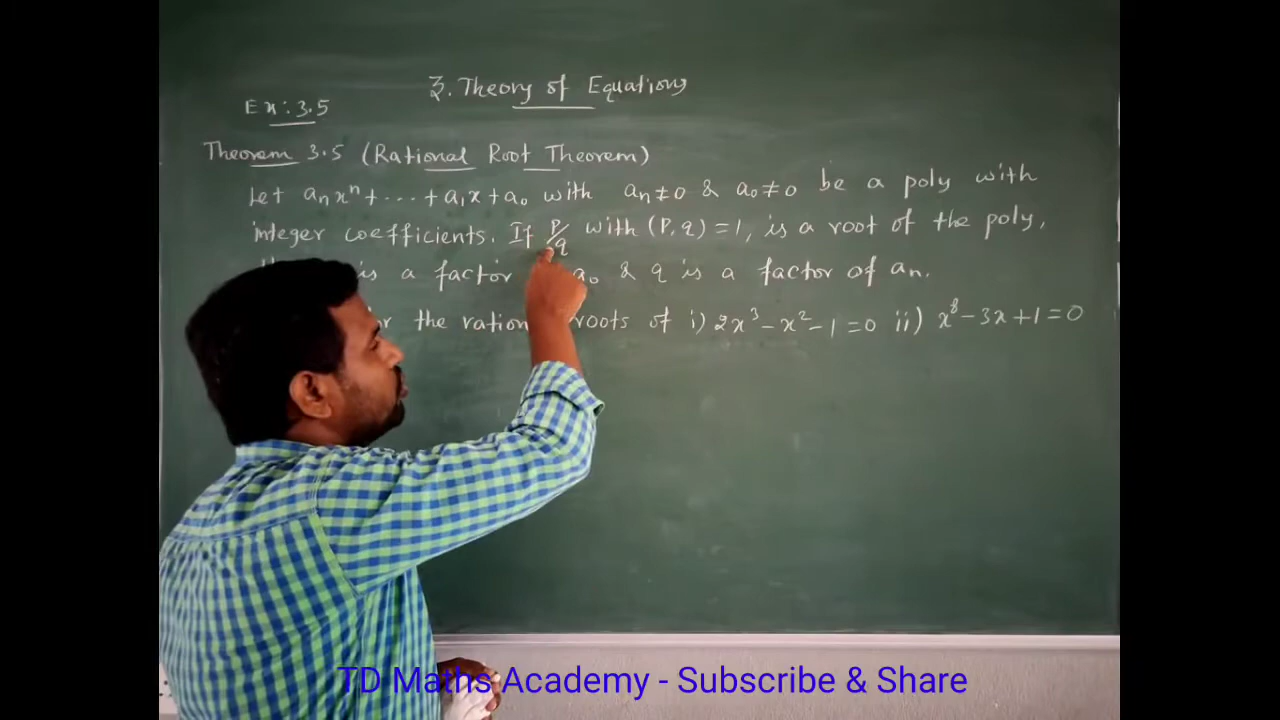 3. Theory of Equations
Ex: 3.5
Theorem 3.5 (Rational Root Theorem)
Let aₙxⁿ + ... + a₁x + a₀ with aₙ ≠ 0 & a₀ ≠ 0 be a poly with
integer coefficients. If P/q with (P, q) = 1, is a root of the poly,
is a factor a₀ & q is a factor of aₙ.
the roots of i) 2x³ - x² - 1 = 0 ii) x⁸ - 3x + 1 = 0
TD Maths Academy - Subscribe & Share